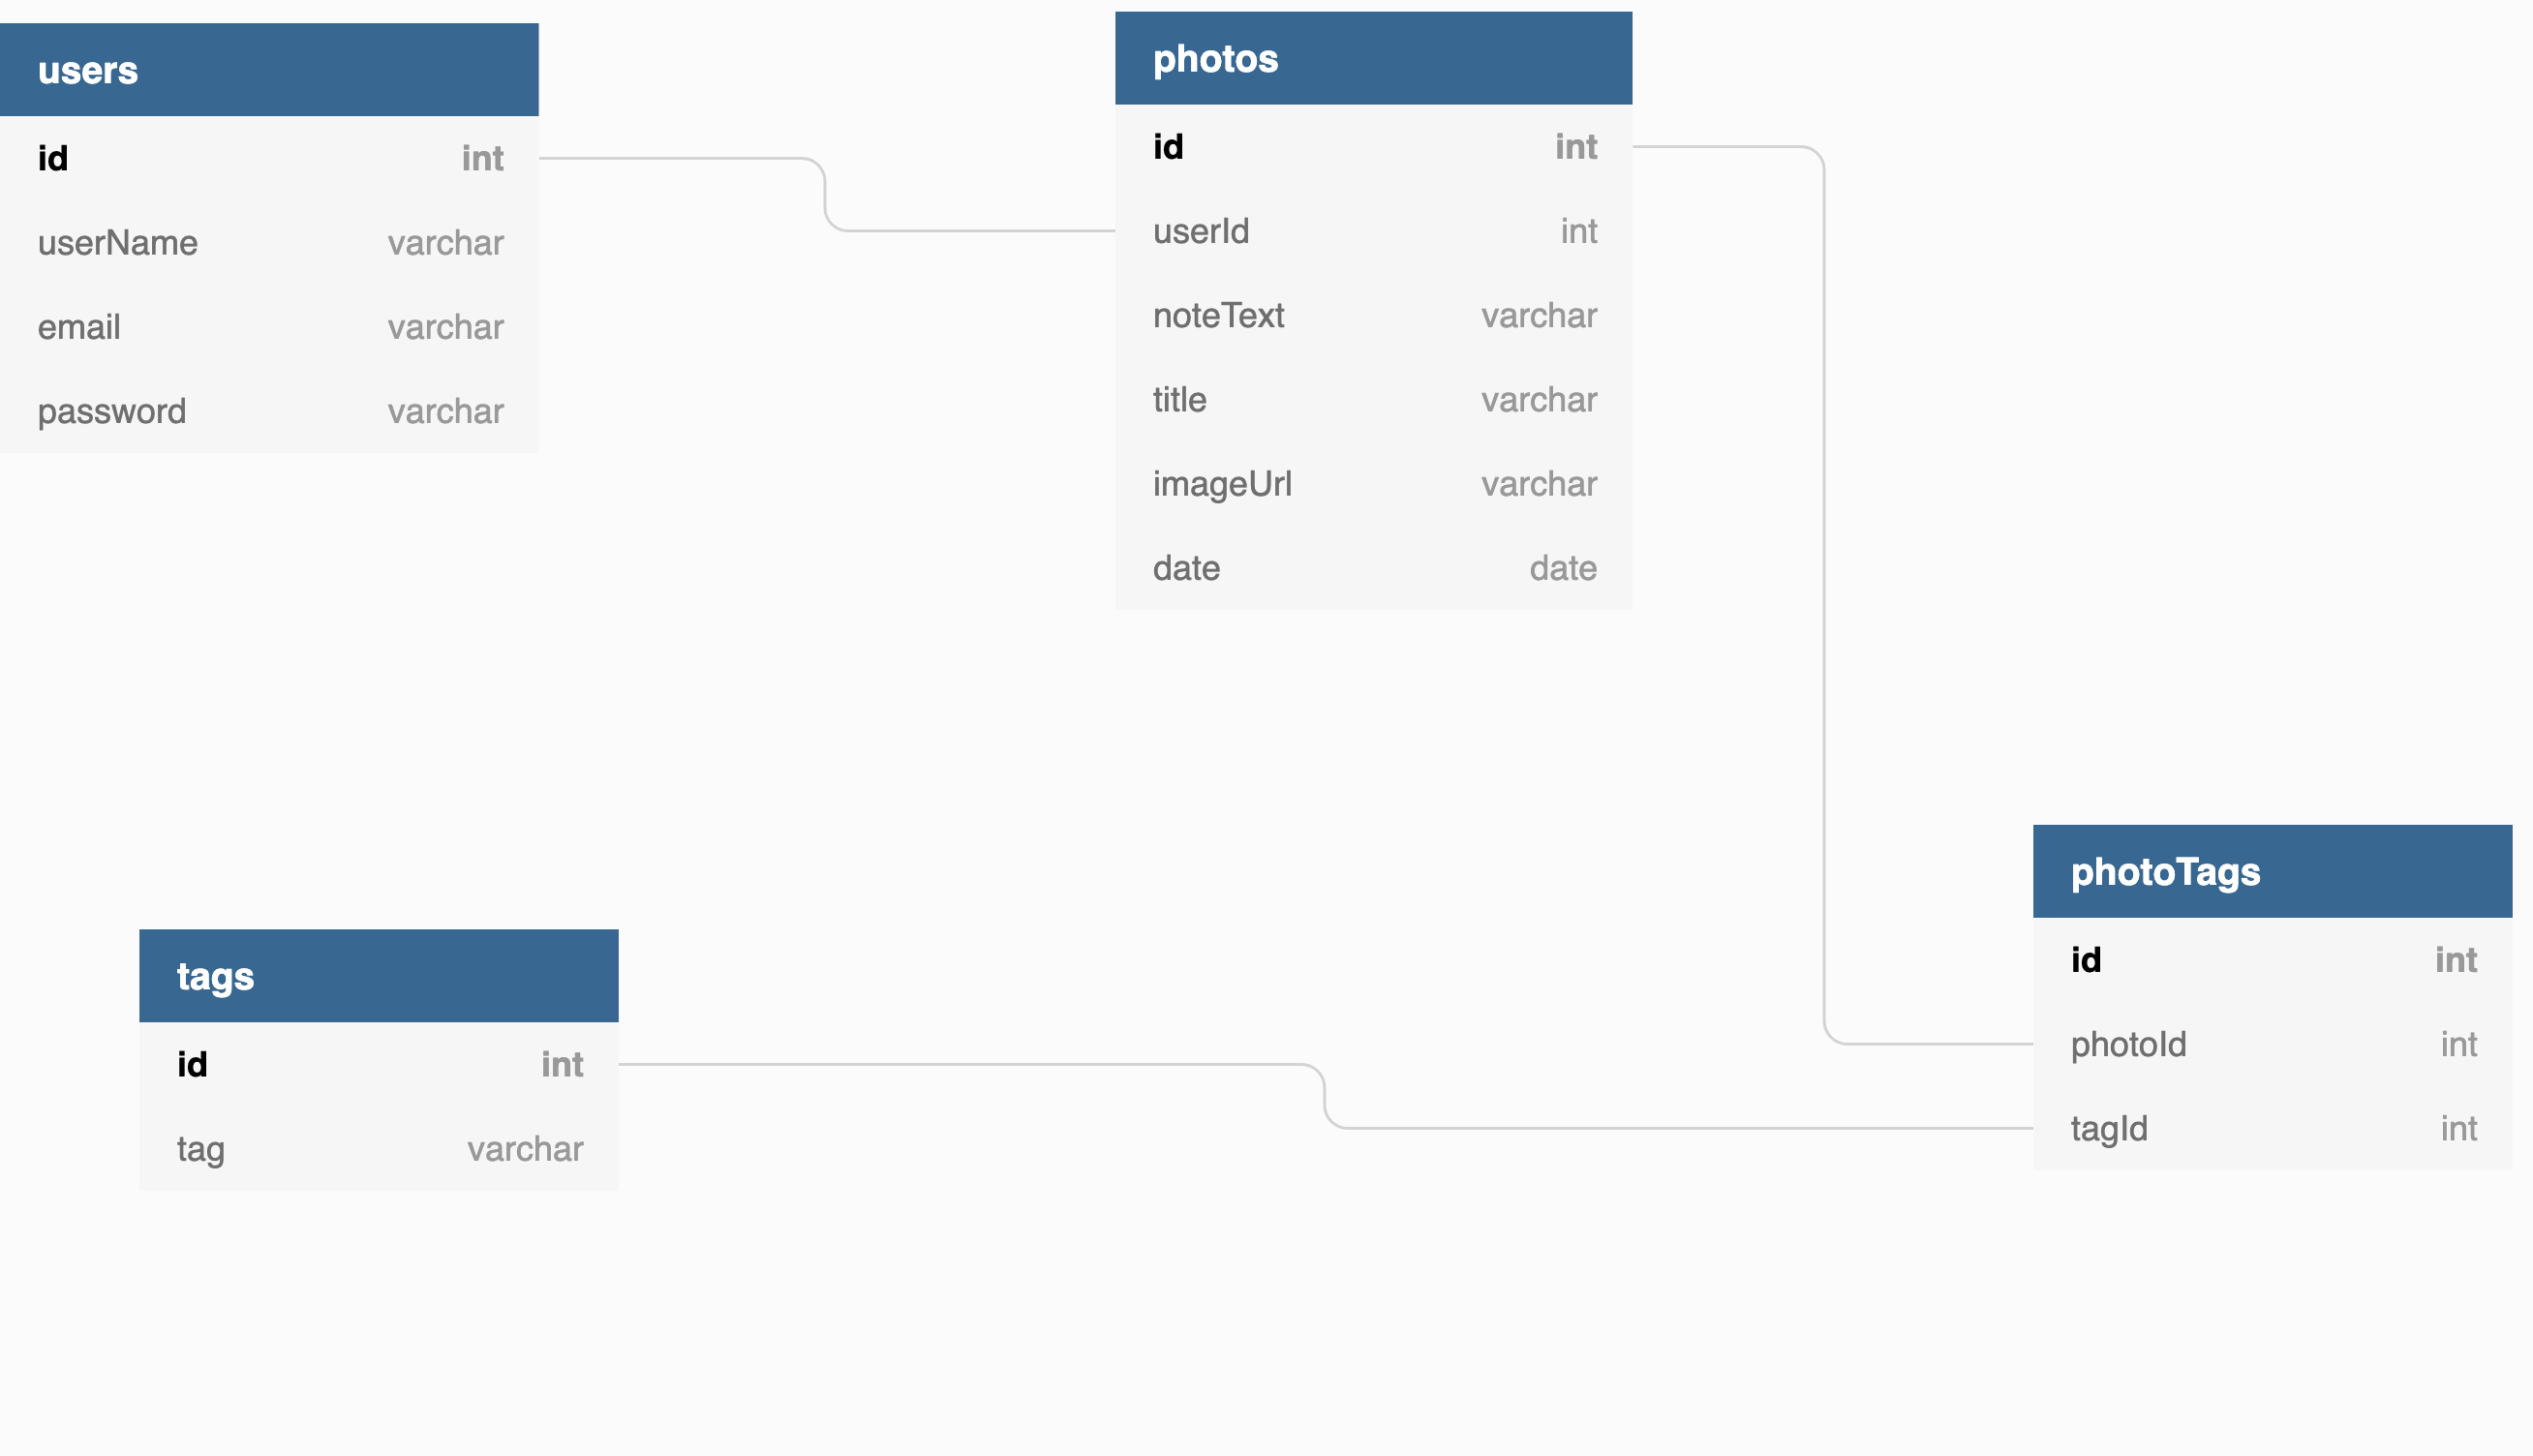 users
id int
userName varchar
email varchar
password varchar
photos
id int
userId int
noteText varchar
title varchar
imageUrl varchar
date date
tags
id int
tag varchar
photoTags
id int
photoId int
tagId int